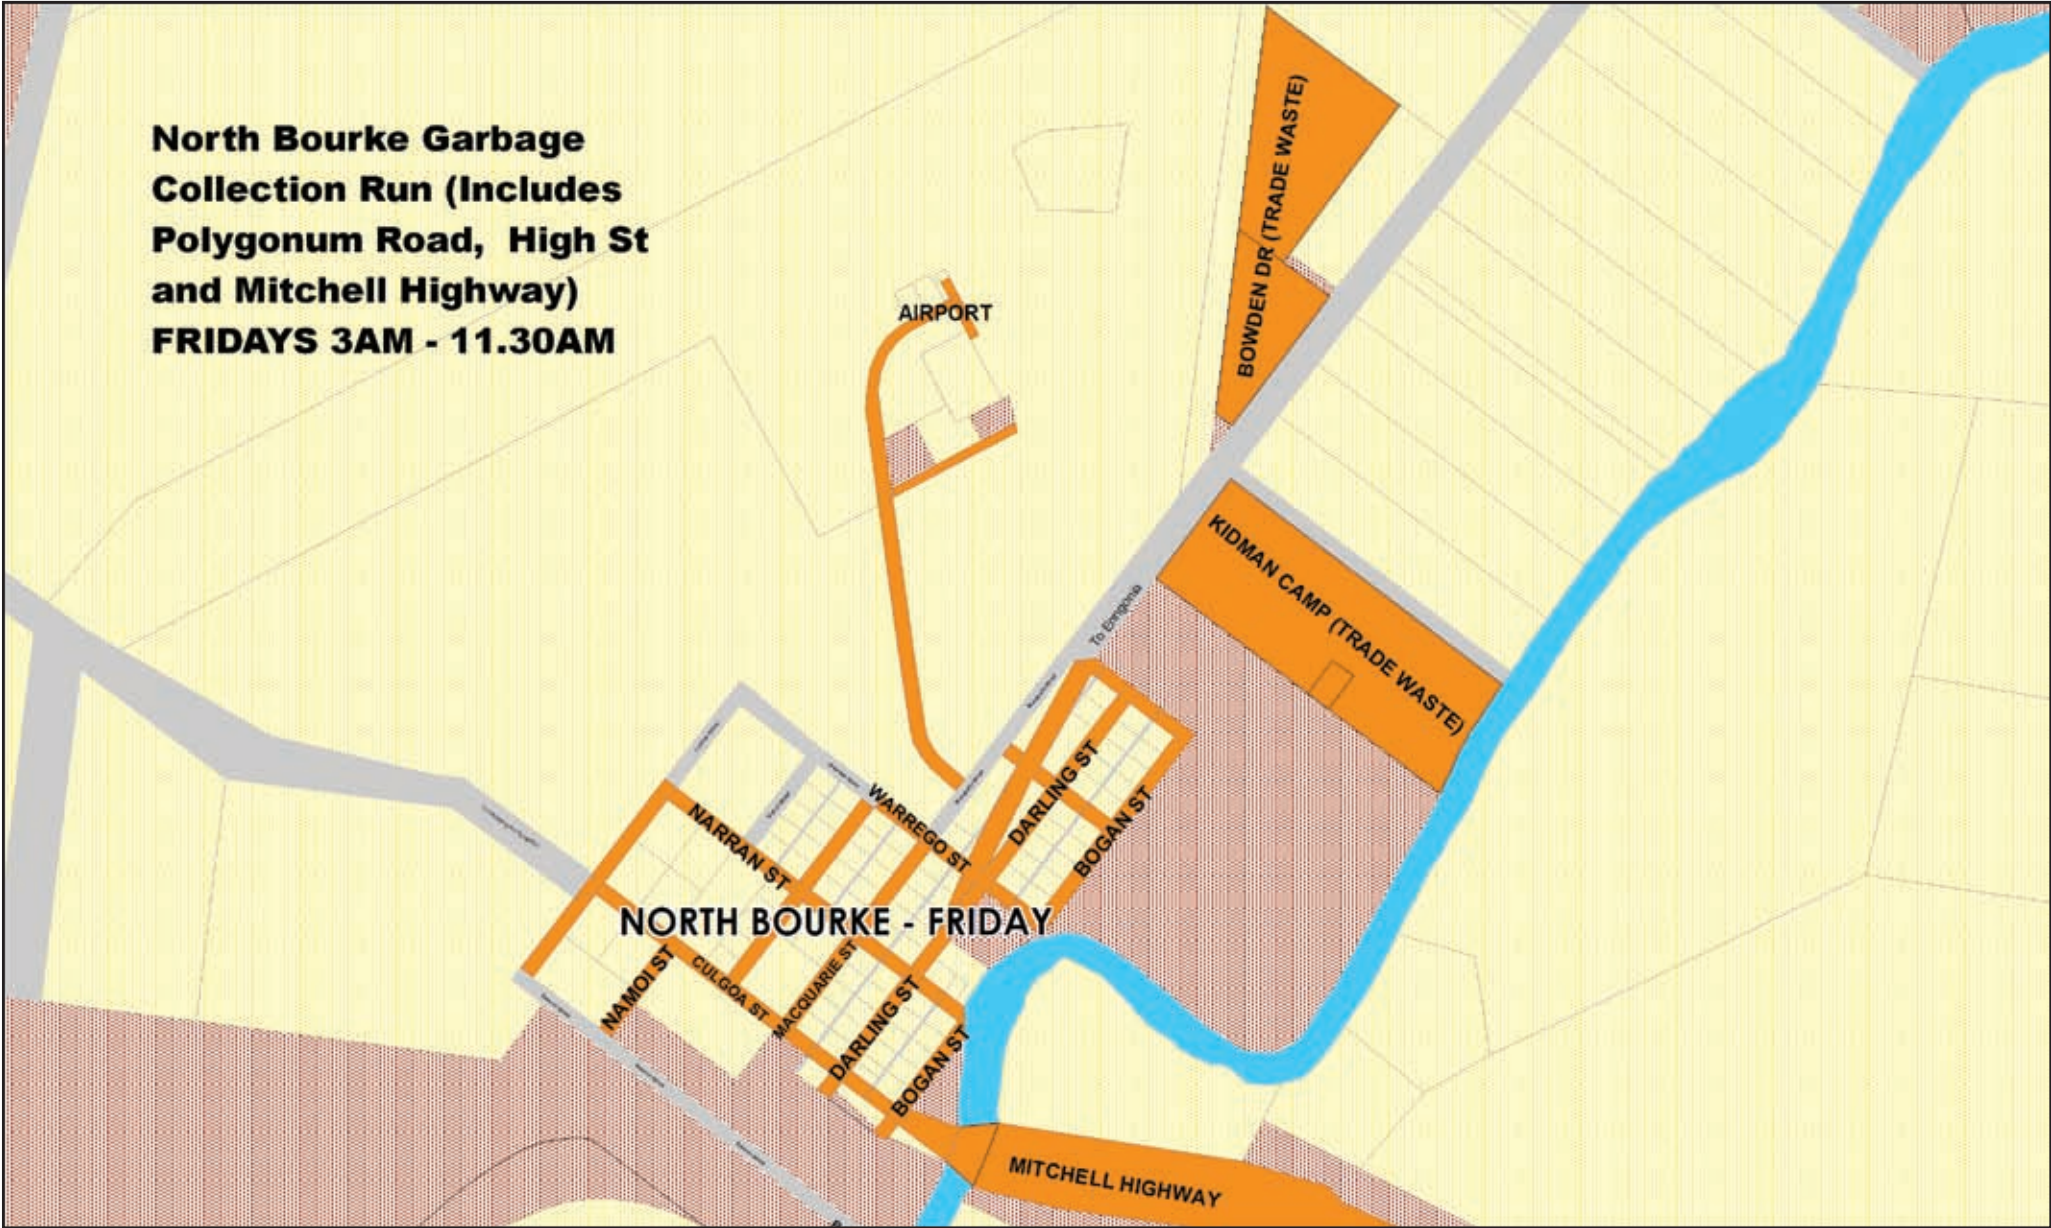 North Bourke Garbage
Collection Run (Includes
Polygonum Road, High St
and Mitchell Highway)
FRIDAYS 3AM - 11.30AM
BOWDEN DR (TRADE WASTE)
AIRPORT
KIDMAN CAMP (TRADE WASTE)
To Enngonia
DARLING ST
BOGAN ST
WARREGO ST
NARRAN ST
NORTH BOURKE - FRIDAY
NAMOI ST
CULGOA ST
MACQUARIE ST
DARLING ST
BOGAN ST
MITCHELL HIGHWAY